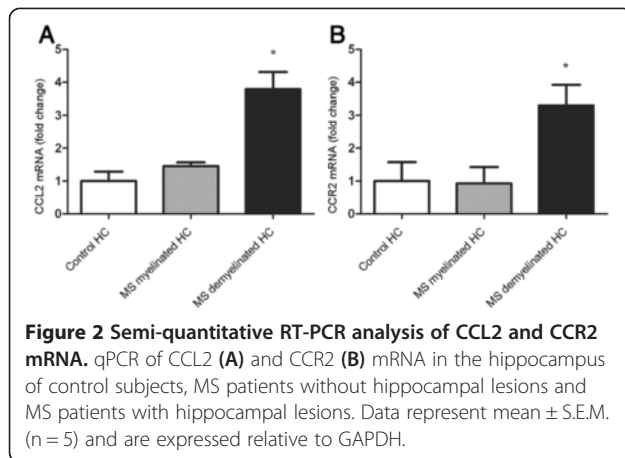 A
B
CCL2 mRNA (fold change)
5
4
3
2
1
0
*
Control HC
MS myelinated HC
MS demyelinated HC
CCR2 mRNA (fold change)
5
4
3
2
1
0
*
Control HC
MS myelinated HC
MS demyelinated HC
Figure 2 Semi-quantitative RT-PCR analysis of CCL2 and CCR2
mRNA. qPCR of CCL2 (A) and CCR2 (B) mRNA in the hippocampus
of control subjects, MS patients without hippocampal lesions and
MS patients with hippocampal lesions. Data represent mean ± S.E.M.
(n = 5) and are expressed relative to GAPDH.